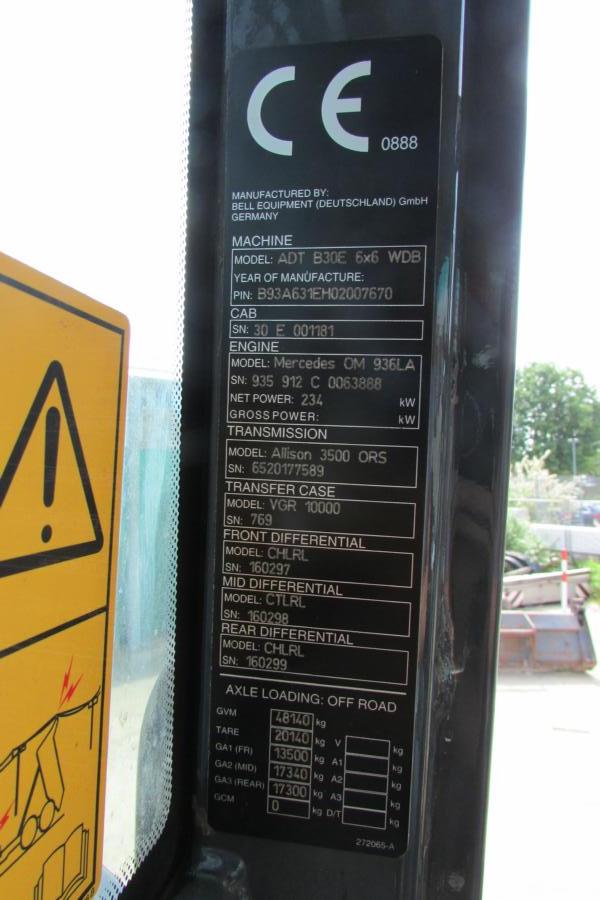 CE 0888
MANUFACTURED BY:
BELL EQUIPMENT (DEUTSCHLAND) GmbH
GERMANY
MACHINE
MODEL: ADT B30E 6x6 WDB
YEAR OF MANUFACTURE:
PIN: B93A631EH02007670
CAB
SN: 30 E 001181
ENGINE
MODEL: Mercedes OM 936LA
SN: 935 912 C 0063888
NET POWER: 234 kW
GROSS POWER: kW
TRANSMISSION
MODEL: Allison 3500 ORS
SN: 6520177589
TRANSFER CASE
MODEL: VGR 10000
SN: 769
FRONT DIFFERENTIAL
MODEL: CHLRL
SN: 160297
MID DIFFERENTIAL
MODEL: CTLRL
SN: 160298
REAR DIFFERENTIAL
MODEL: CHLRL
SN: 160299
AXLE LOADING: OFF ROAD
GVM 48140 kg
TARE 20140 kg V kg
GA1 (FR) 13500 kg A1 kg
GA2 (MID) 17340 kg A2 kg
GA3 (REAR) 17300 kg A3 kg
GCM 0 kg D/T kg
272065-A